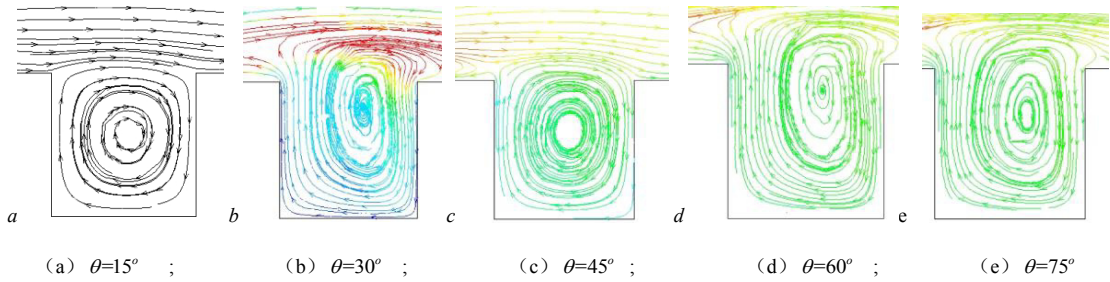 a b c d e
（a） θ=15° ; （b） θ=30° ; （c） θ=45° ; （d） θ=60° ; （e） θ=75°